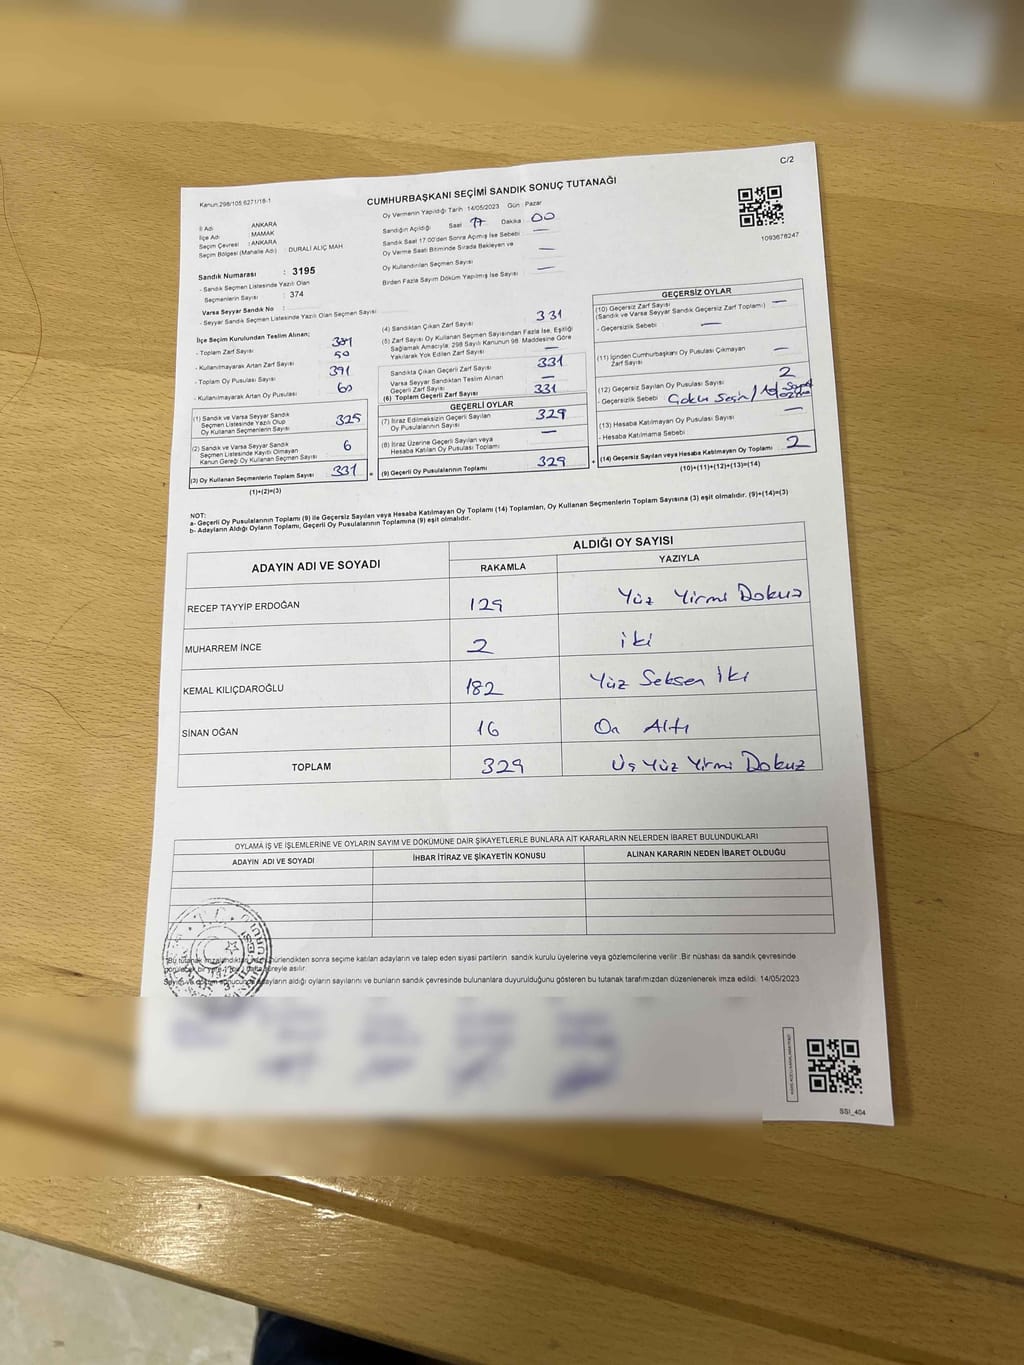 C/2
Kanun:298/105,6271/18-1
CUMHURBAŞKANI SEÇİMİ SANDIK SONUÇ TUTANAĞI
İl Adı : ANKARA
İlçe Adı : MAMAK
Seçim Çevresi : ANKARA
Seçim Bölgesi (Mahalle Adı) : DURALİ ALIÇ MAH
Oy Vermenin Yapıldığı Tarih :14/05/2023 Gün : Pazar
Sandığın Açıldığı Saat 17 Dakika 00
Sandık Saat 17.00'den Sonra Açılmış İse Sebebi —
Oy Verme Saati Bitiminde Sırada Bekleyen ve
Oy Kullandırılan Seçmen Sayısı —
Birden Fazla Sayım Döküm Yapılmış İse Sayısı —
1093678247
Sandık Numarası : 3195
- Sandık Seçmen Listesinde Yazılı Olan
Seçmenlerin Sayısı : 374
Varsa Seyyar Sandık No :
- Seyyar Sandık Seçmen Listesinde Yazılı Olan Seçmen Sayısı
İlçe Seçim Kurulundan Teslim Alınan;
- Toplam Zarf Sayısı
- Kullanılmayarak Artan Zarf Sayısı 50
- Toplam Oy Pusulası Sayısı 391
- Kullanılmayarak Artan Oy Pusulası 60
(1) Sandık ve Varsa Seyyar Sandık
Seçmen Listesinde Yazılı Olup
Oy Kullanan Seçmenlerin Sayısı 325
(2) Sandık ve Varsa Seyyar Sandık
Seçmen Listesinde Kayıtlı Olmayan
Kanun Gereği Oy Kullanan Seçmen Sayısı 6
(3) Oy Kullanan Seçmenlerin Toplam Sayısı 331
(1)+(2)=(3)
(4) Sandıktan Çıkan Zarf Sayısı 331
(5) Zarf Sayısı Oy Kullanan Seçmen Sayısından Fazla İse, Eşitliği
Sağlamak Amacıyla; 298 Sayılı Kanunun 98. Maddesine Göre
Yakılarak Yok Edilen Zarf Sayısı —
Sandıkta Çıkan Geçerli Zarf Sayısı 331
Varsa Seyyar Sandıktan Teslim Alınan
Geçerli Zarf Sayısı —
(6) Toplam Geçerli Zarf Sayısı 331
GEÇERLİ OYLAR
(7) İtiraz Edilmeksizin Geçerli Sayılan
Oy Pusulalarının Sayısı 329
(8) İtiraz Üzerine Geçerli Sayılan veya
Hesaba Katılan Oy Pusulası Toplamı —
= (9) Geçerli Oy Pusulalarının Toplamı 329
GEÇERSİZ OYLAR
(10) Geçersiz Zarf Sayısı —
(Sandık ve Varsa Seyyar Sandık Geçersiz Zarf Toplamı)
- Geçersizlik Sebebi : —
(11) İçinden Cumhurbaşkanı Oy Pusulası Çıkmayan
Zarf Sayısı —
(12) Geçersiz Sayılan Oy Pusulası Sayısı 2
- Geçersizlik Sebebi
(13) Hesaba Katılmayan Oy Pusulası Sayısı —
- Hesaba Katılmama Sebebi
+ (14) Geçersiz Sayılan veya Hesaba Katılmayan Oy Toplamı 2
(10)+(11)+(12)+(13)=(14)
NOT:
a- Geçerli Oy Pusulalarının Toplamı (9) ile Geçersiz Sayılan veya Hesaba Katılmayan Oy Toplamı (14) Toplamları, Oy Kullanan Seçmenlerin Toplam Sayısına (3) eşit olmalıdır. (9)+(14)=(3)
b- Adayların Aldığı Oyların Toplamı, Geçerli Oy Pusulalarının Toplamına (9) eşit olmalıdır.
ADAYIN ADI VE SOYADI ALDIĞI OY SAYISI
RAKAMLA YAZIYLA
RECEP TAYYİP ERDOĞAN 129 Yüz Yirmi Dokuz
MUHARREM İNCE 2 iki
KEMAL KILIÇDAROĞLU 182 Yüz Seksen İki
SİNAN OĞAN 16 On Altı
TOPLAM 329 Üç Yüz Yirmi Dokuz
OYLAMA İŞ VE İŞLEMLERİNE VE OYLARIN SAYIM VE DÖKÜMÜNE DAİR ŞİKAYETLERLE BUNLARA AİT KARARLARIN NELERDEN İBARET BULUNDUKLARI
ADAYIN ADI VE SOYADI İHBAR İTİRAZ VE ŞİKAYETİN KONUSU ALINAN KARARIN NEDEN İBARET OLDUĞU
*Bu tutanak sonra seçime katılan adayların ve talep eden siyasi partilerin sandık kurulu üyelerine veya gözlemcilerine verilir. Bir nüshası da sandık çevresinde
asılır.
adayların aldığı oyların sayılarını ve bunların sandık çevresinde bulunanlara duyurulduğunu gösteren bu tutanak tarafımızdan düzenlenerek imza edildi. 14/05/2023
SSI_404